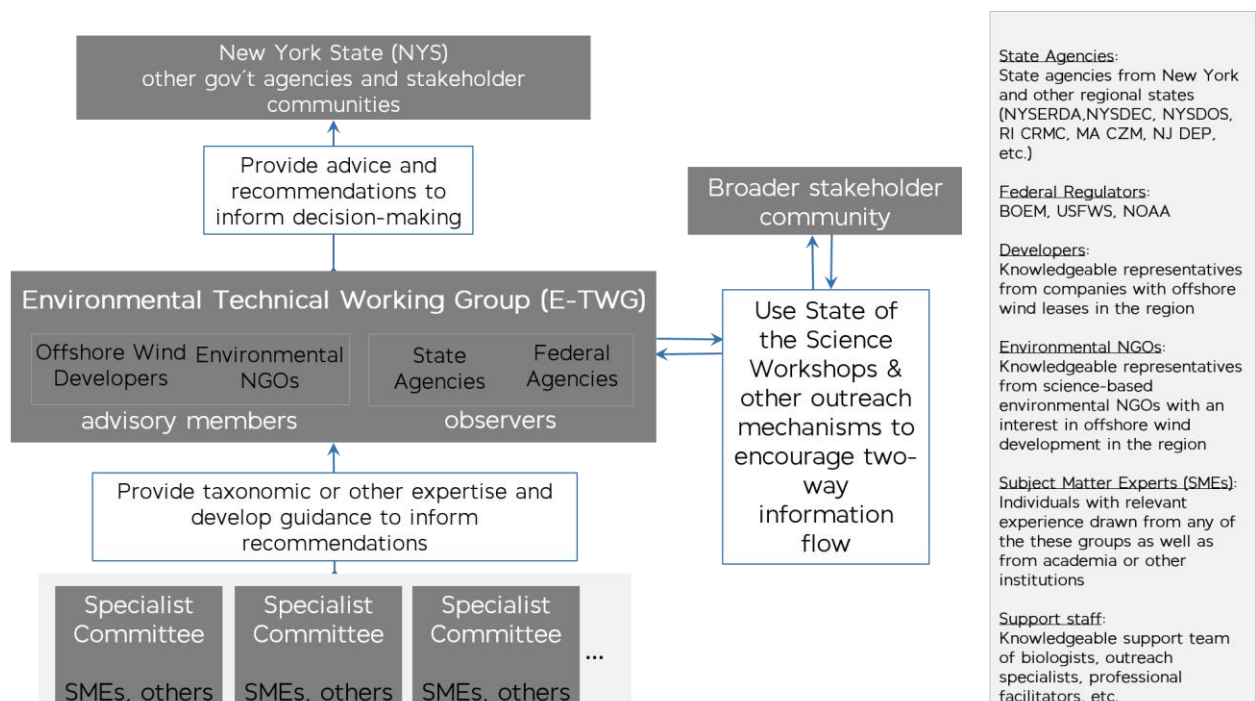 New York State (NYS)
other gov't agencies and stakeholder
communities
Provide advice and
recommendations to
inform decision-making
Broader stakeholder
community
Environmental Technical Working Group (E-TWG)
Offshore Wind
Developers
Environmental
NGOs
advisory members
State
Agencies
Federal
Agencies
observers
Use State of
the Science
Workshops &
other outreach
mechanisms to
encourage two-
way
information
flow
Provide taxonomic or other expertise and
develop guidance to inform
recommendations
Specialist
Committee
SMEs, others
Specialist
Committee
SMEs, others
Specialist
Committee
SMEs, others
...
State Agencies:
State agencies from New York
and other regional states
(NYSERDA,NYSDEC, NYSDOS,
RI CRMC, MA CZM, NJ DEP,
etc.)
Federal Regulators:
BOEM, USFWS, NOAA
Developers:
Knowledgeable representatives
from companies with offshore
wind leases in the region
Environmental NGOs:
Knowledgeable representatives
from science-based
environmental NGOs with an
interest in offshore wind
development in the region
Subject Matter Experts (SMEs):
Individuals with relevant
experience drawn from any of
the these groups as well as
from academia or other
institutions
Support staff:
Knowledgeable support team
of biologists, outreach
specialists, professional
facilitators, etc.